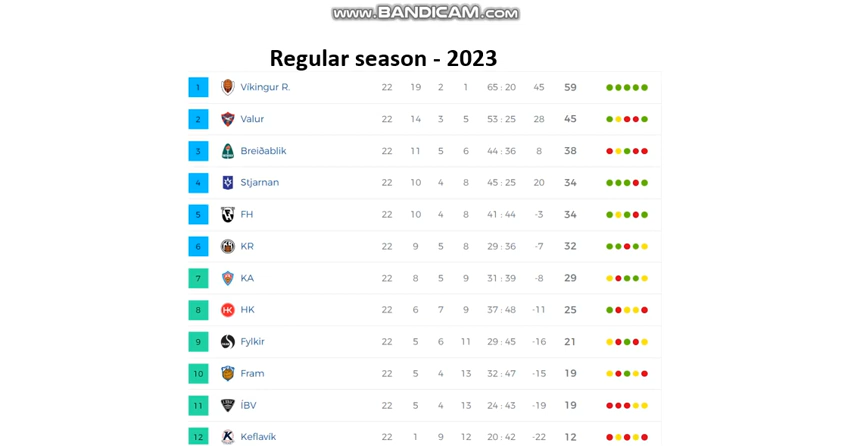 www.BANDICAM.com
Regular season - 2023
1 Víkingur R. 22 19 2 1 65 : 20 45 59
2 Valur 22 14 3 5 53 : 25 28 45
3 Breiðablik 22 11 5 6 44 : 36 8 38
4 Stjarnan 22 10 4 8 45 : 25 20 34
5 FH 22 10 4 8 41 : 44 -3 34
6 KR 22 9 5 8 29 : 36 -7 32
7 KA 22 8 5 9 31 : 39 -8 29
8 HK 22 6 7 9 37 : 48 -11 25
9 Fylkir 22 5 6 11 29 : 45 -16 21
10 Fram 22 5 4 13 32 : 47 -15 19
11 ÍBV 22 5 4 13 24 : 43 -19 19
12 Keflavík 22 1 9 12 20 : 42 -22 12